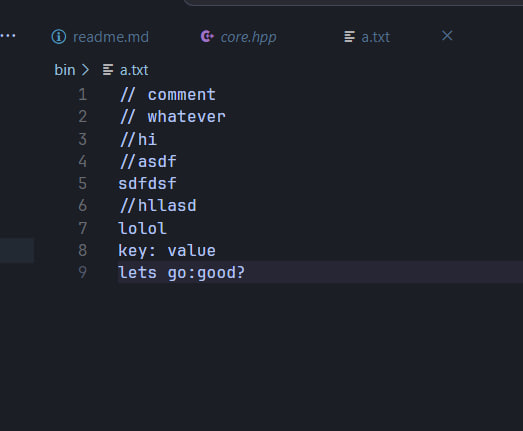 readme.md core.hpp a.txt
bin > a.txt
1 // comment
2 // whatever
3 //hi
4 //asdf
5 sdfdsf
6 //hllasd
7 lolol
8 key: value
9 lets go:good?